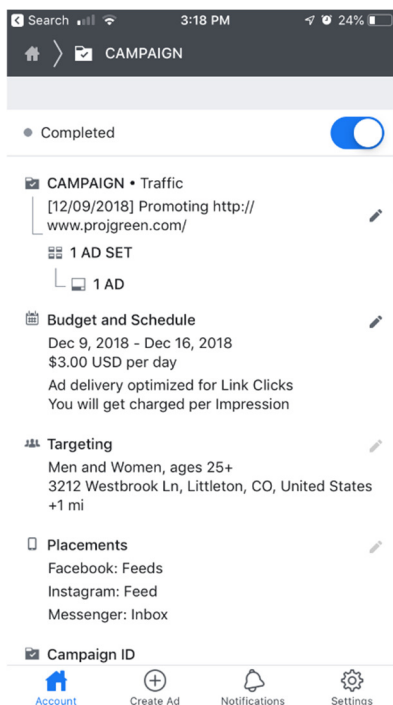 Search 3:18 PM 24%
CAMPAIGN
Completed
CAMPAIGN • Traffic
[12/09/2018] Promoting http://
www.projgreen.com/
1 AD SET
1 AD
Budget and Schedule
Dec 9, 2018 - Dec 16, 2018
$3.00 USD per day
Ad delivery optimized for Link Clicks
You will get charged per Impression
Targeting
Men and Women, ages 25+
3212 Westbrook Ln, Littleton, CO, United States
+1 mi
Placements
Facebook: Feeds
Instagram: Feed
Messenger: Inbox
Campaign ID
Account Create Ad Notifications Settings